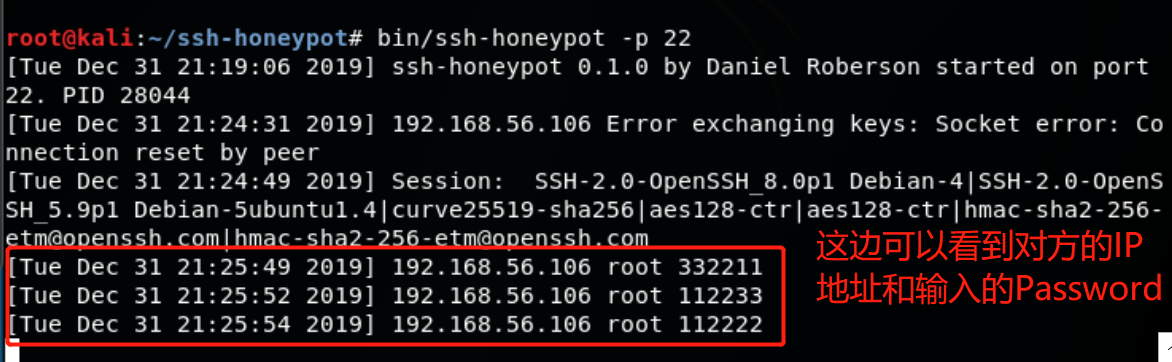 root@kali:~/ssh-honeypot# bin/ssh-honeypot -p 22
[Tue Dec 31 21:19:06 2019] ssh-honeypot 0.1.0 by Daniel Roberson started on port
22. PID 28044
[Tue Dec 31 21:24:31 2019] 192.168.56.106 Error exchanging keys: Socket error: Co
nnection reset by peer
[Tue Dec 31 21:24:49 2019] Session:  SSH-2.0-OpenSSH_8.0p1 Debian-4|SSH-2.0-OpenS
SH_5.9p1 Debian-5ubuntu1.4|curve25519-sha256|aes128-ctr|aes128-ctr|hmac-sha2-256-
etm@openssh.com|hmac-sha2-256-etm@openssh.com
[Tue Dec 31 21:25:49 2019] 192.168.56.106 root 332211
[Tue Dec 31 21:25:52 2019] 192.168.56.106 root 112233
[Tue Dec 31 21:25:54 2019] 192.168.56.106 root 112222
这边可以看到对方的IP
地址和输入的Password